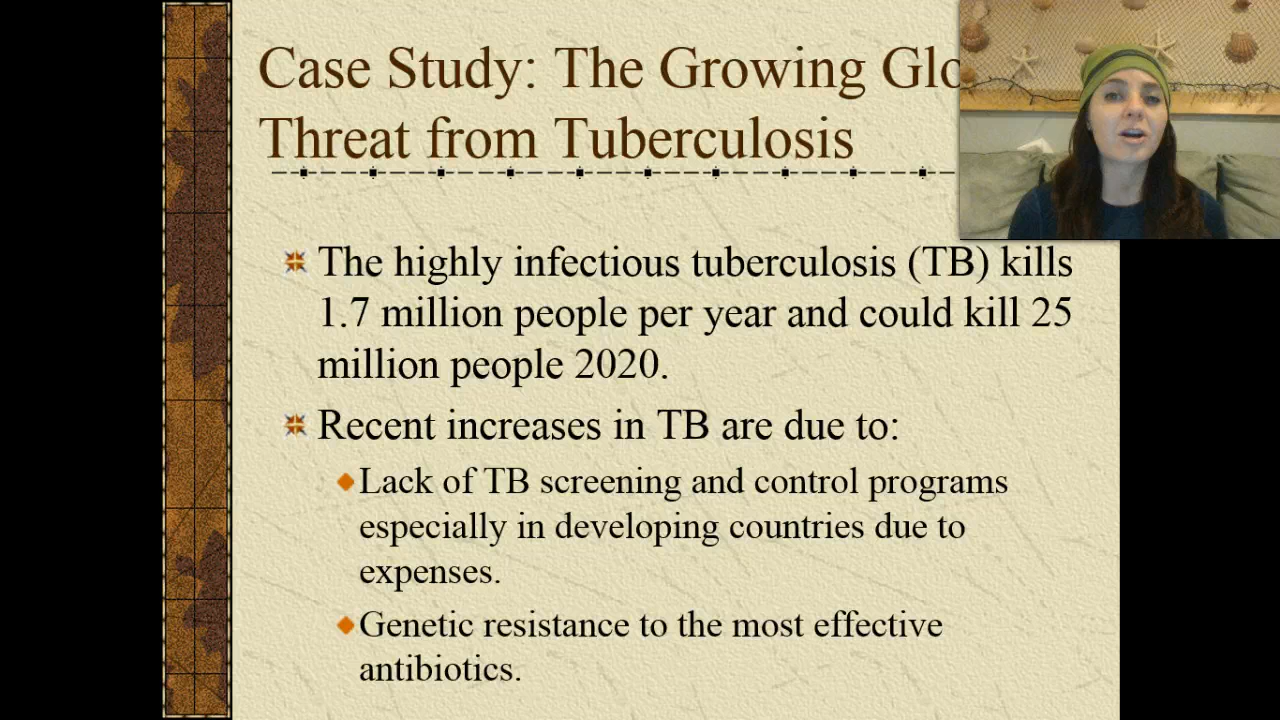 Case Study: The Growing
Threat from Tuberculosis
The highly infectious tuberculosis (TB) kills
1.7 million people per year and could kill 25
million people 2020.
Recent increases in TB are due to:
Lack of TB screening and control programs
especially in developing countries due to
expenses.
Genetic resistance to the most effective
antibiotics.